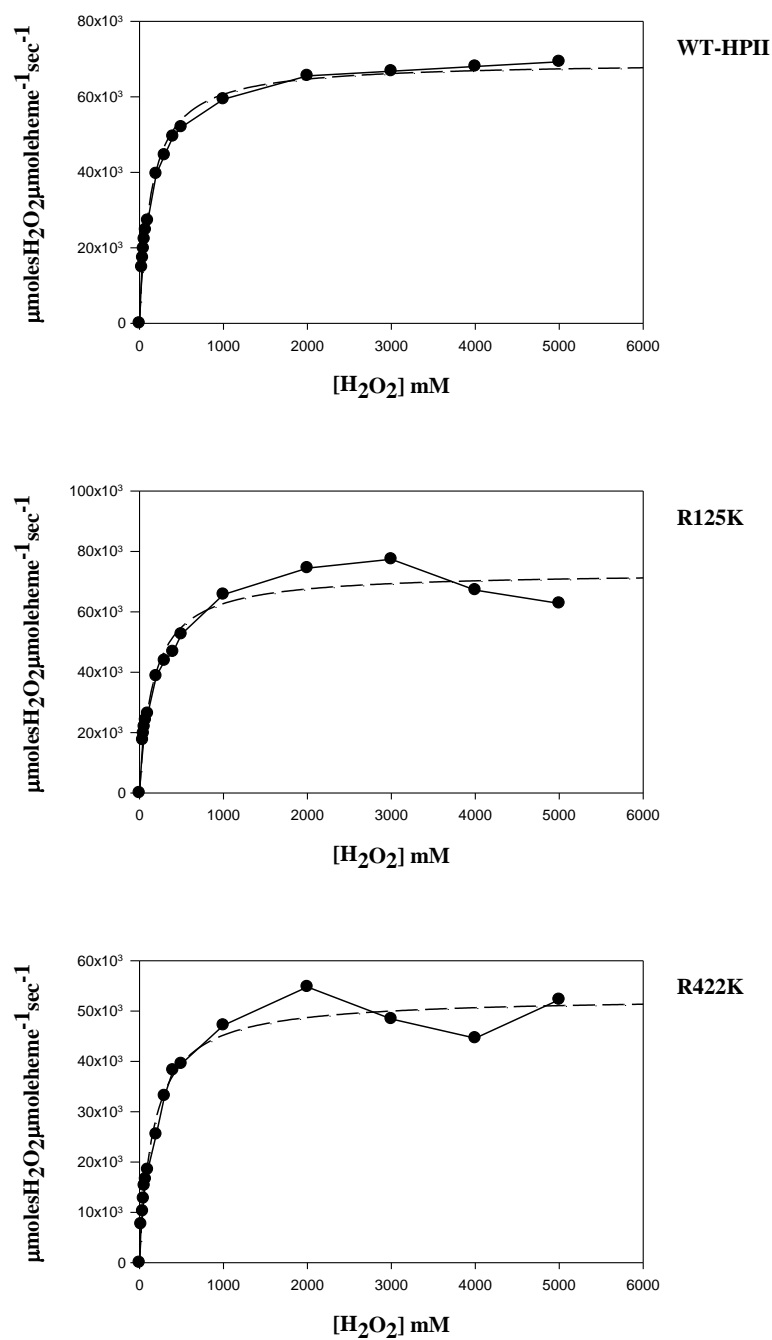 WT-HPII
µmolesH₂O₂µmoleheme⁻¹sec⁻¹
80x10³
60x10³
40x10³
20x10³
0
0 1000 2000 3000 4000 5000 6000
[H₂O₂] mM
R125K
µmolesH₂O₂µmoleheme⁻¹sec⁻¹
100x10³
80x10³
60x10³
40x10³
20x10³
0
0 1000 2000 3000 4000 5000 6000
[H₂O₂] mM
R422K
µmolesH₂O₂µmoleheme⁻¹sec⁻¹
60x10³
50x10³
40x10³
30x10³
20x10³
10x10³
0
0 1000 2000 3000 4000 5000 6000
[H₂O₂] mM